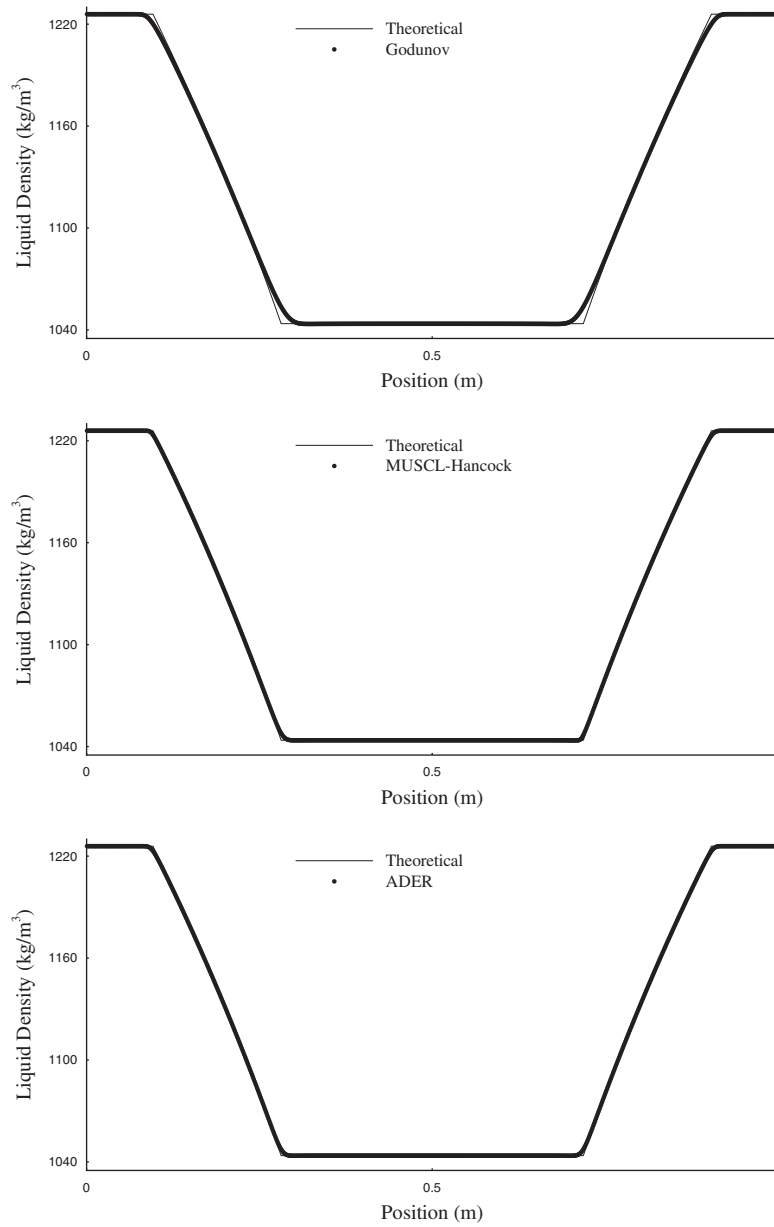 Theoretical
Godunov
Liquid Density (kg/m³)
1220
1160
1100
1040
0
0.5
Position (m)
Theoretical
MUSCL-Hancock
Liquid Density (kg/m³)
1220
1160
1100
1040
0
0.5
Position (m)
Theoretical
ADER
Liquid Density (kg/m³)
1220
1160
1100
1040
0
0.5
Position (m)